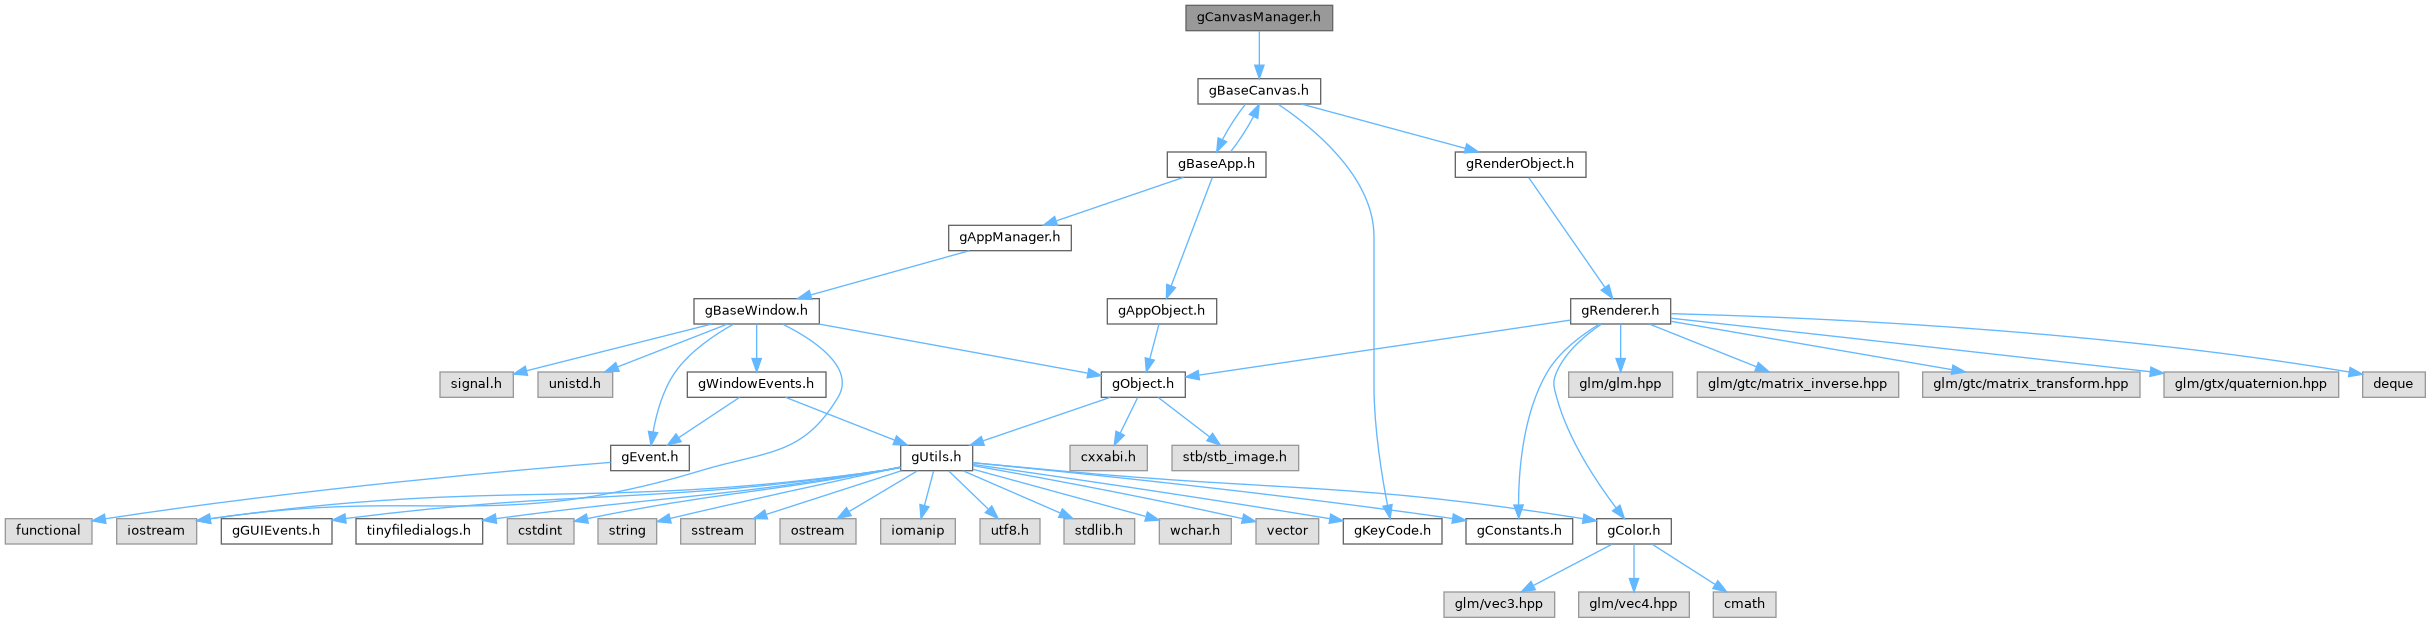 gCanvasManager.h
gBaseCanvas.h
gBaseApp.h
gRenderObject.h
gAppManager.h
gBaseWindow.h
gAppObject.h
gRenderer.h
signal.h
unistd.h
gWindowEvents.h
gObject.h
glm/glm.hpp
glm/gtc/matrix_inverse.hpp
glm/gtc/matrix_transform.hpp
glm/gtx/quaternion.hpp
deque
gEvent.h
gUtils.h
cxxabi.h
stb/stb_image.h
functional
iostream
gGUIEvents.h
tinyfiledialogs.h
cstdint
string
sstream
ostream
iomanip
utf8.h
stdlib.h
wchar.h
vector
gKeyCode.h
gConstants.h
gColor.h
glm/vec3.hpp
glm/vec4.hpp
cmath